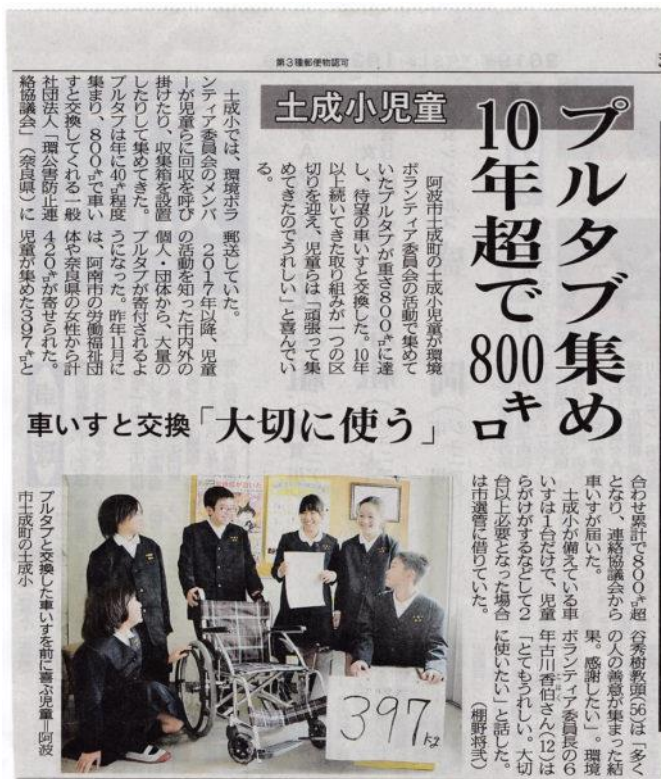 第3種郵便物認可
プルタブ集め
10年超で800キロ
土成小児童
車いすと交換「大切に使う」
阿波市土成町の土成小児童が環境
ボランティア委員会の活動で集めて
いたプルタブが重さ800㌔に達
し、待望の車いすと交換した。10年
以上続いてきた取り組みが一つの区
切りを迎え、児童らは「頑張って集
めてきたのでうれしい」と喜んでい
る。
土成小では、環境ボラ
ンティア委員会のメンバ
ーが児童らに回収を呼び
掛けたり、収集箱を設置
したりして集めてきた。
プルタブは年に40㌔程度
集まり、800㌔で車い
すと交換してくれる一般
社団法人「環公害防止連
絡協議会」(奈良県)に
郵送していた。
2017年以降、児童
の活動を知った市内外の
個人・団体から、大量の
プルタブが寄付されるよ
うになった。昨年11月に
は、阿南市の労働福祉団
体や奈良県の女性から計
420㌔が寄せられた。
児童が集めた397㌔と
合わせ累計で800㌔超
となり、連絡協議会から
車いすが届いた。
土成小が備えている車
いすは1台だけで、児童
らがけがするなどして2
台以上必要となった場合
は市選管に借りていた。
谷秀樹教頭(56)は「多く
の人の善意が集まった結
果。感謝したい」。環境
ボランティア委員長の6
年古川香伯さん(12)は
「とてもうれしい。大切
に使いたい」と話した。
(棚野将弐)
397
kg
プルタブと交換した車いすを前に喜ぶ児童=阿波
市土成町の土成小